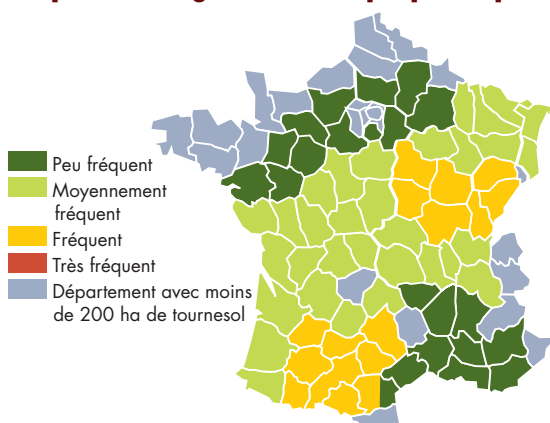 Peu fréquent
Moyennement
fréquent
Fréquent
Très fréquent
Département avec moins
de 200 ha de tournesol